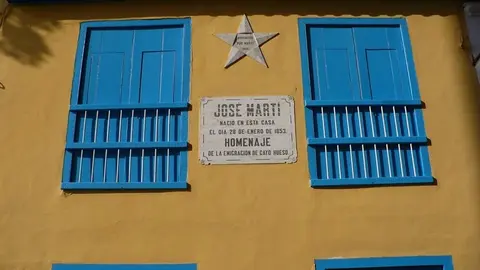 JOSE MARTI
NACIO EN ESTA CASA
EL DIA 28 DE ENERO DE 1853
HOMENAJE
DE LA EMIGRACION DE CAYO HUESO